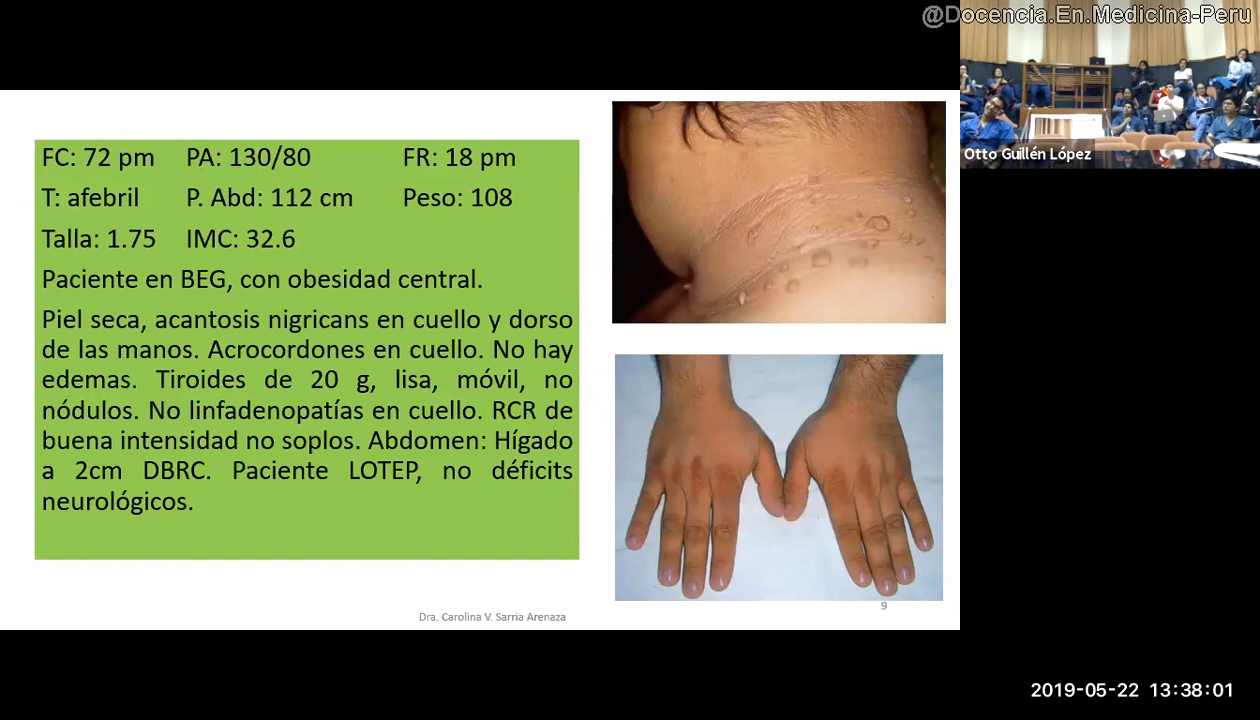 @Docencia.En.Medicina-Peru
Otto Guillén López
FC: 72 pm PA: 130/80 FR: 18 pm
T: afebril P. Abd: 112 cm Peso: 108
Talla: 1.75 IMC: 32.6
Paciente en BEG, con obesidad central.
Piel seca, acantosis nigricans en cuello y dorso
de las manos. Acrocordones en cuello. No hay
edemas. Tiroides de 20 g, lisa, móvil, no
nódulos. No linfadenopatías en cuello. RCR de
buena intensidad no soplos. Abdomen: Hígado
a 2cm DBRC. Paciente LOTEP, no déficits
neurológicos.
9
Dra. Carolina V. Sarria Arenaza
2019-05-22 13:38:01